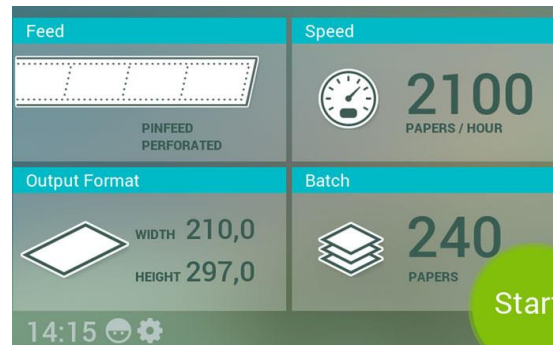 Feed
PINFEED
PERFORATED
Speed
2100
PAPERS / HOUR
Output Format
WIDTH 210,0
HEIGHT 297,0
Batch
240
PAPERS
Start
14:15